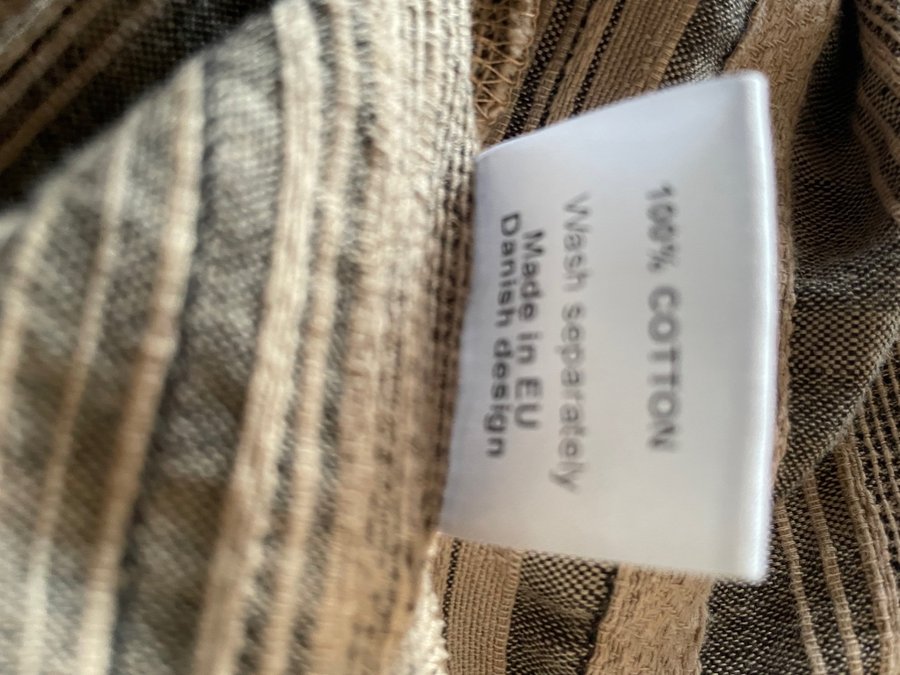 100% COTTON
Wash separately
Made in EU
Danish design